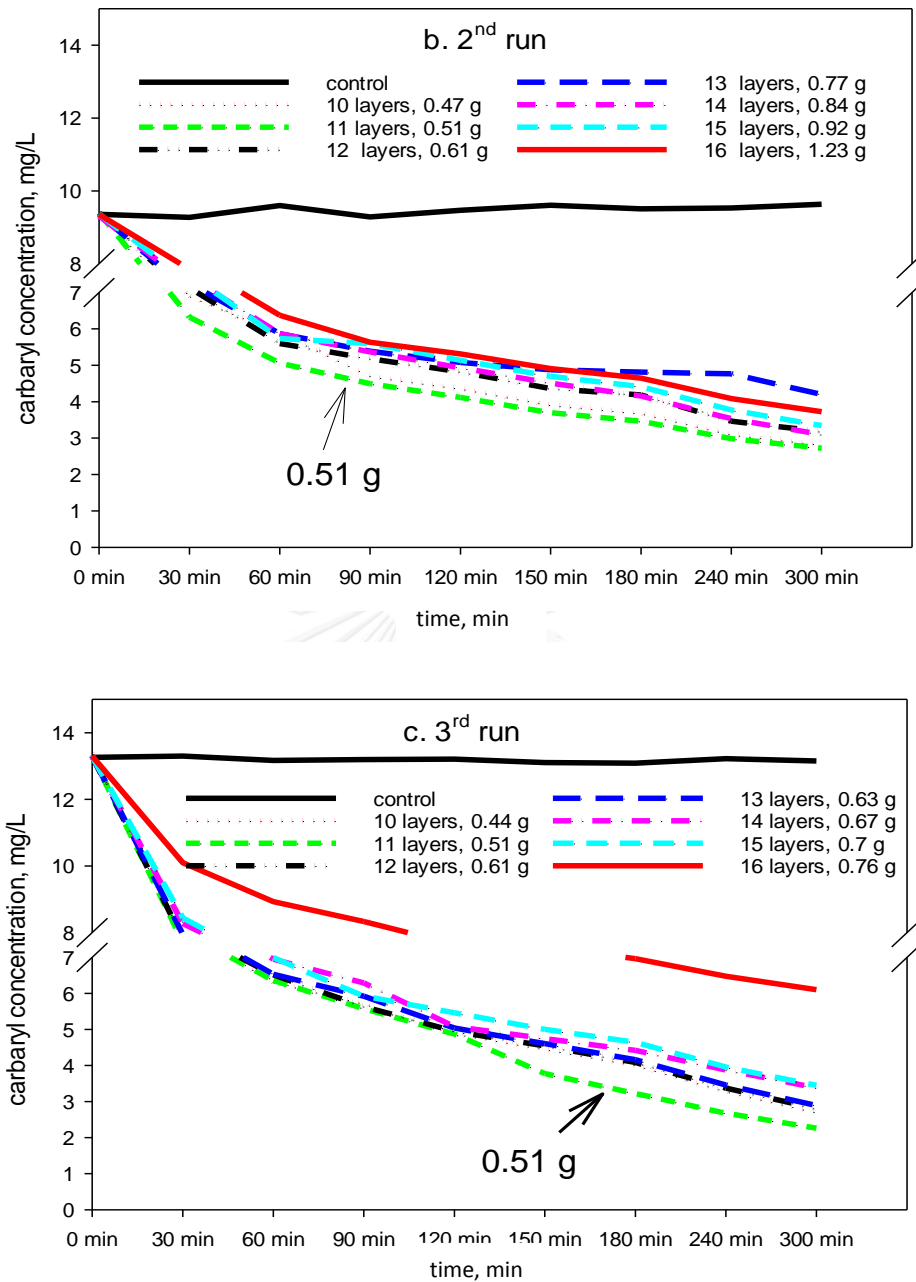 b. 2nd run
control
10 layers, 0.47 g
11 layers, 0.51 g
12 layers, 0.61 g
13 layers, 0.77 g
14 layers, 0.84 g
15 layers, 0.92 g
16 layers, 1.23 g
carbaryl concentration, mg/L
14
12
10
8
7
6
5
4
3
2
1
0
0.51 g
0 min 30 min 60 min 90 min 120 min 150 min 180 min 240 min 300 min
time, min
c. 3rd run
control
10 layers, 0.44 g
11 layers, 0.51 g
12 layers, 0.61 g
13 layers, 0.63 g
14 layers, 0.67 g
15 layers, 0.7 g
16 layers, 0.76 g
carbaryl concentration, mg/L
14
12
10
8
7
6
5
4
3
2
1
0
0.51 g
0 min 30 min 60 min 90 min 120 min 150 min 180 min 240 min 300 min
time, min